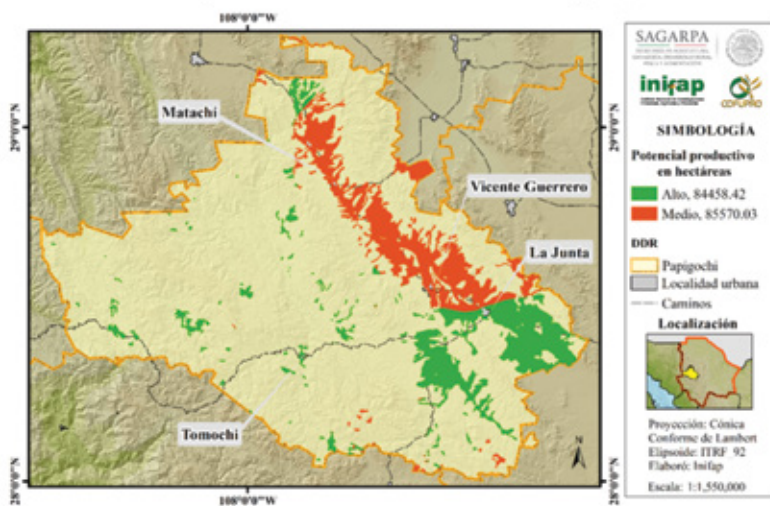 108°0'0"W
29°0'0"N
28°0'0"N
Matachi
Vicente Guerrero
La Junta
Tomochi
N
108°0'0"W
29°0'0"N
28°0'0"N
SAGARPA
inifap
COFUPRO
SIMBOLOGÍA
Potencial productivo
en hectáreas
Alto, 84458.42
Medio, 85570.03
DDR
Papigochi
Localidad urbana
Caminos
Localización
Proyección: Cónica
Conforme de Lambert
Elipsoide: ITRF 92
Elaboró: Inifap
Escala: 1:1,550,000